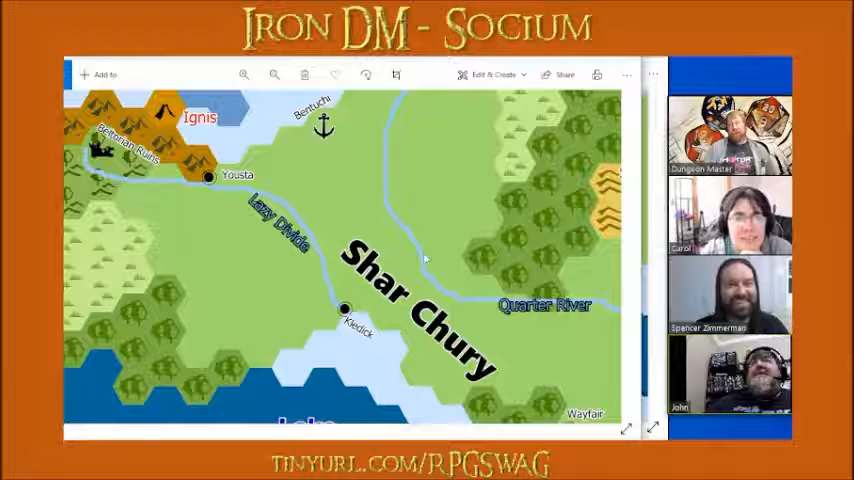 IRON DM - SOCIUM
Add to
Edit & Create
Share
Bentuchi
Ignis
Beltorian Ruins
Yousta
Lazy Divide
Shar Chury
Quarter River
Kledick
Wayfair
Lake
Dungeon Master
Carol
Spencer Zimmerman
John
TINYURL.COM/RPGSWAG